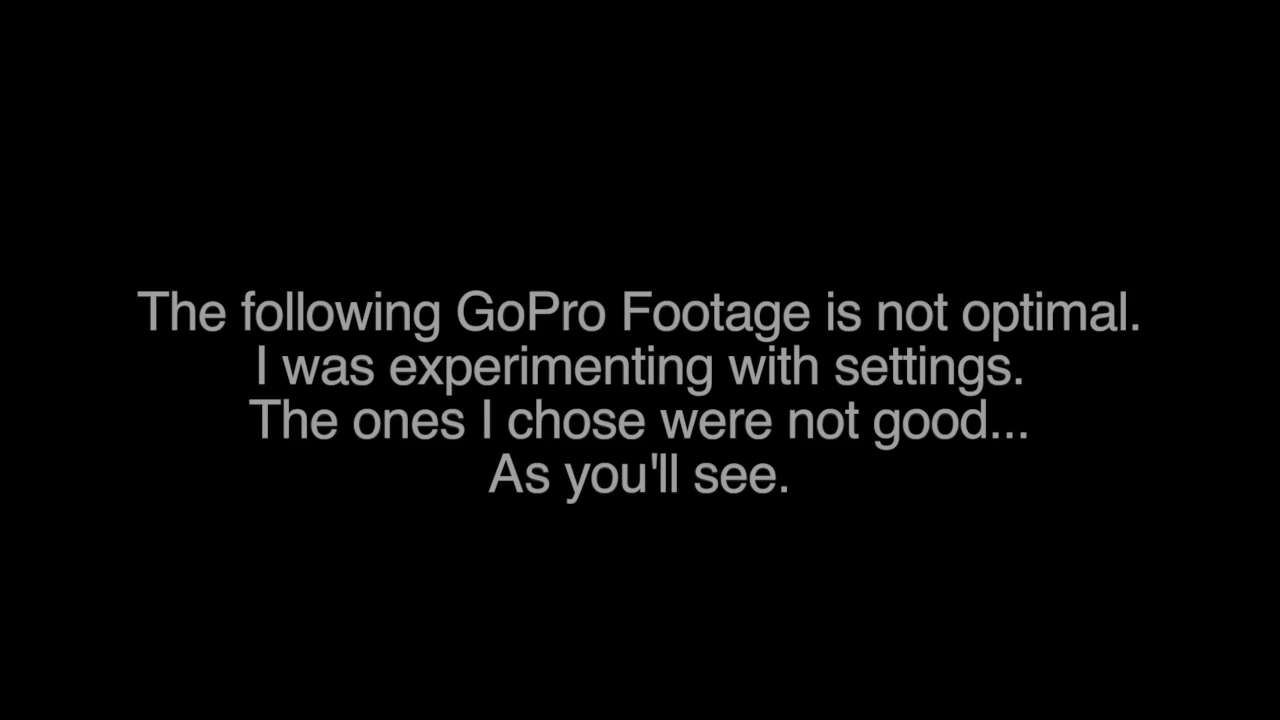 The following GoPro Footage is not optimal.
I was experimenting with settings.
The ones I chose were not good...
As you'll see.